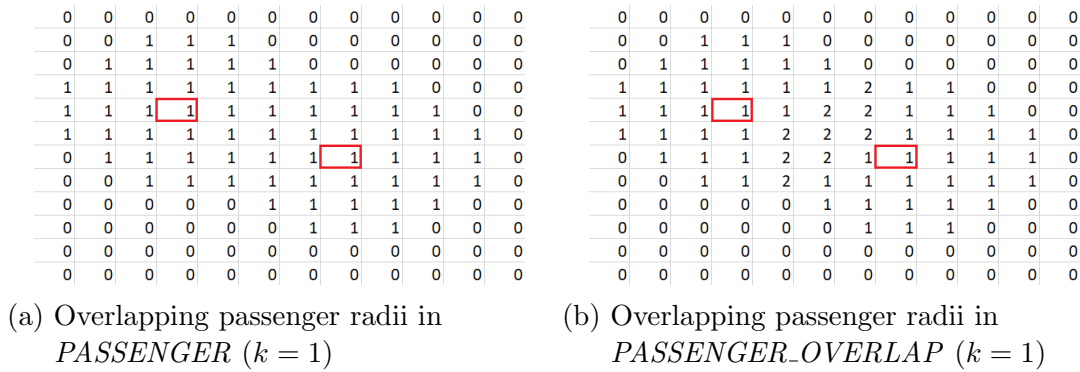 0 0 0 0 0 0 0 0 0 0 0 0
0 0 1 1 1 0 0 0 0 0 0 0
0 1 1 1 1 1 0 0 0 0 0 0
1 1 1 1 1 1 1 1 1 0 0 0
1 1 1 1 1 1 1 1 1 1 0 0
1 1 1 1 1 1 1 1 1 1 1 0
0 1 1 1 1 1 1 1 1 1 1 0
0 0 1 1 1 1 1 1 1 1 1 0
0 0 0 0 0 1 1 1 1 1 0 0
0 0 0 0 0 0 1 1 1 0 0 0
0 0 0 0 0 0 0 0 0 0 0 0
0 0 0 0 0 0 0 0 0 0 0 0
(a) Overlapping passenger radii in
PASSENGER (k = 1)
0 0 0 0 0 0 0 0 0 0 0 0
0 0 1 1 1 0 0 0 0 0 0 0
0 1 1 1 1 1 0 0 0 0 0 0
1 1 1 1 1 1 2 1 1 0 0 0
1 1 1 1 1 2 2 1 1 1 0 0
1 1 1 1 2 2 2 1 1 1 1 0
0 1 1 1 2 2 1 1 1 1 1 0
0 0 1 1 2 1 1 1 1 1 1 0
0 0 0 0 0 1 1 1 1 1 0 0
0 0 0 0 0 0 1 1 1 0 0 0
0 0 0 0 0 0 0 0 0 0 0 0
0 0 0 0 0 0 0 0 0 0 0 0
(b) Overlapping passenger radii in
PASSENGER_OVERLAP (k = 1)